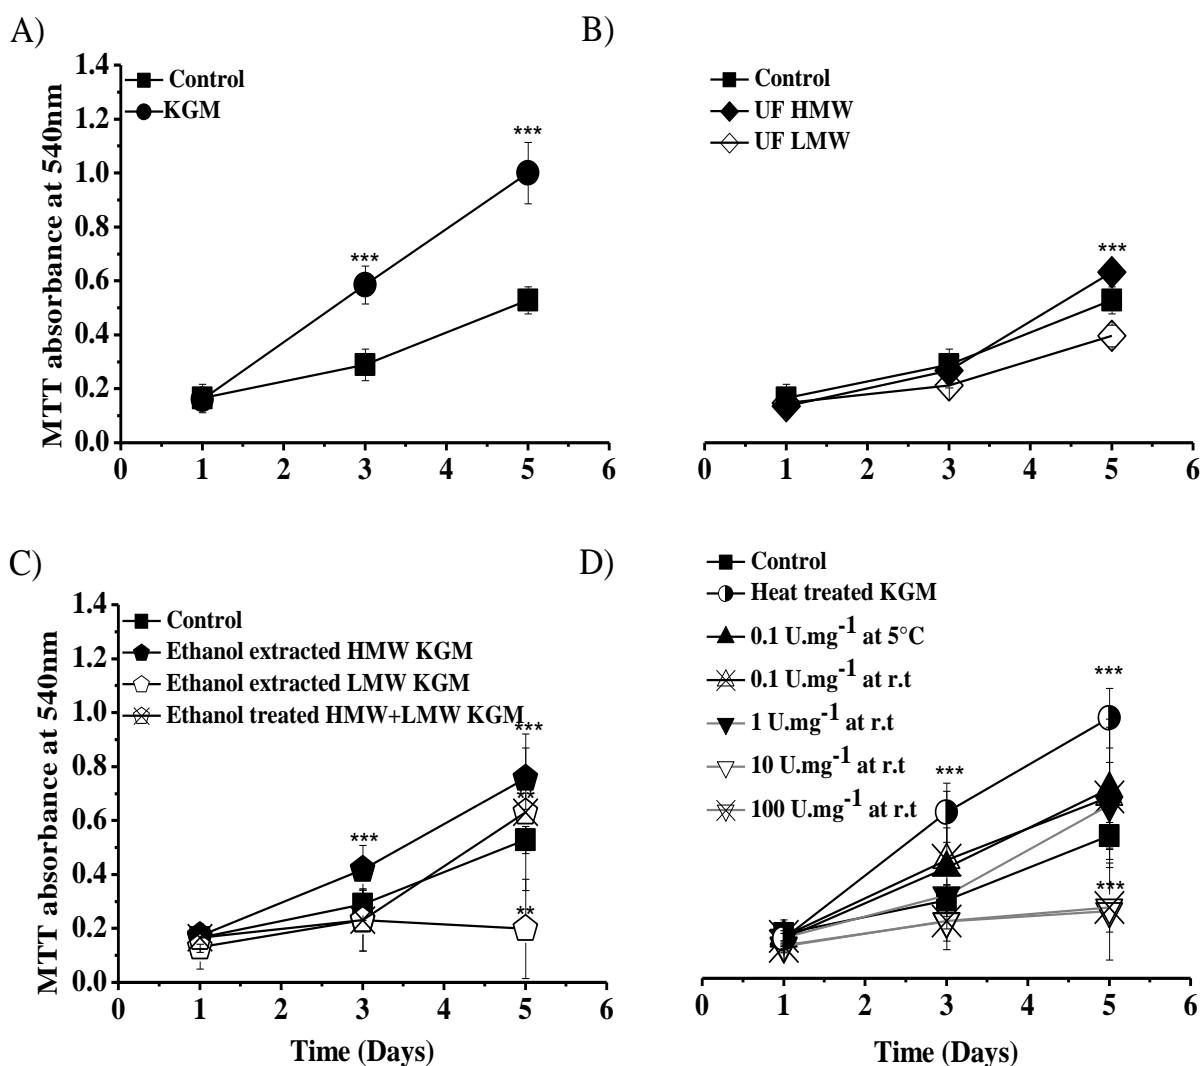 A)
MTT absorbance at 540nm
1.4
1.2
1.0
0.8
0.6
0.4
0.2
0.0
Control
KGM
***
***
0 1 2 3 4 5 6
B)
Control
UF HMW
UF LMW
***
0 1 2 3 4 5 6
C)
MTT absorbance at 540nm
1.4
1.2
1.0
0.8
0.6
0.4
0.2
0.0
Control
Ethanol extracted HMW KGM
Ethanol extracted LMW KGM
Ethanol treated HMW+LMW KGM
***
***
**
**
0 1 2 3 4 5 6
Time (Days)
D)
Control
Heat treated KGM
0.1 U.mg-1 at 5°C
0.1 U.mg-1 at r.t
1 U.mg-1 at r.t
10 U.mg-1 at r.t
100 U.mg-1 at r.t
***
***
***
0 1 2 3 4 5 6
Time (Days)